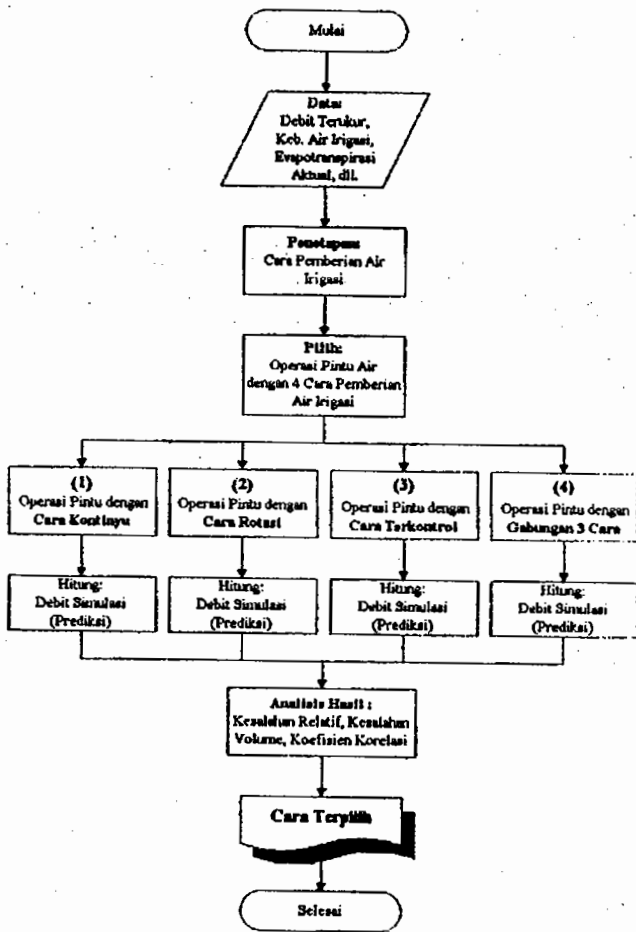 Mulai
Data:
Debit Terukur,
Keb. Air Irigasi,
Evapotranspirasi
Aktual, dll.
Penetapan:
Cara Pemberian Air
Irigasi
Pilih:
Operasi Pintu Air
dengan 4 Cara Pemberian
Air Irigasi
(1)
Operasi Pintu dengan
Cara Kontinyu
(2)
Operasi Pintu dengan
Cara Rotasi
(3)
Operasi Pintu dengan
Cara Terkontrol
(4)
Operasi Pintu dengan
Gabungan 3 Cara
Hitung:
Debit Simulasi
(Prediksi)
Hitung:
Debit Simulasi
(Prediksi)
Hitung:
Debit Simulasi
(Prediksi)
Hitung:
Debit Simulasi
(Prediksi)
Analisis Hasil :
Kesalahan Relatif, Kesalahan
Volume, Koefisien Korelasi
Cara Terpilih
Selesai